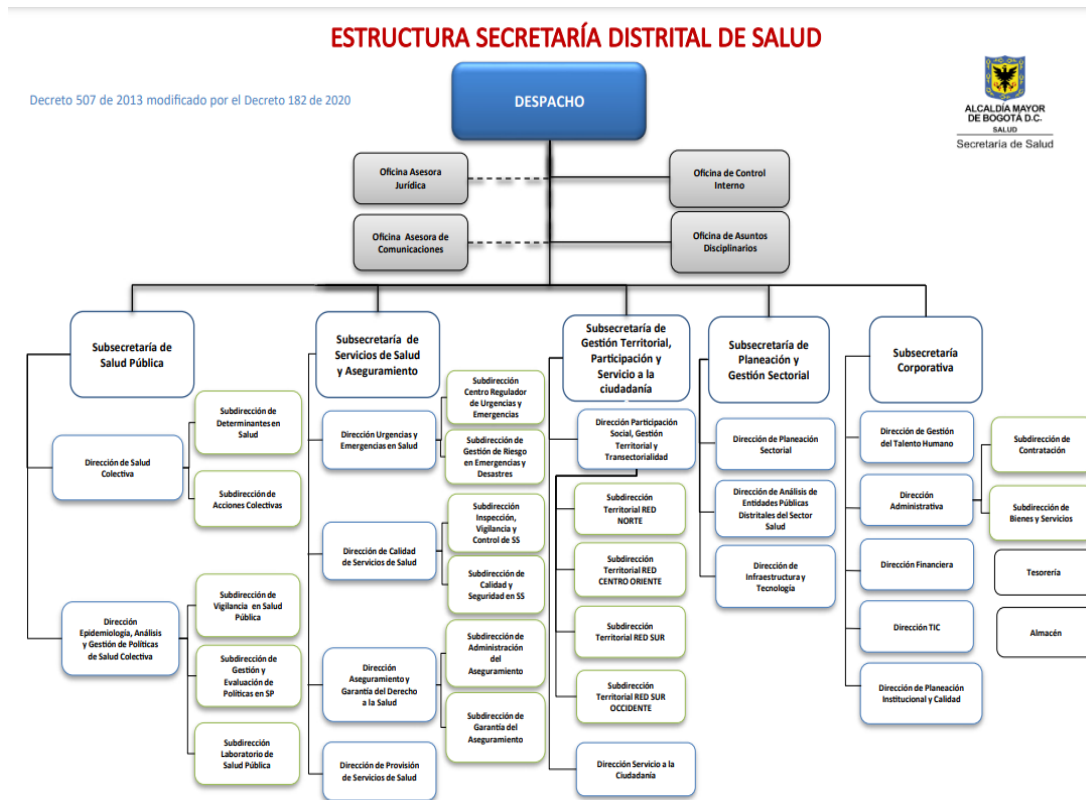 ESTRUCTURA SECRETARÍA DISTRITAL DE SALUD
Decreto 507 de 2013 modificado por el Decreto 182 de 2020
DESPACHO
ALCALDÍA MAYOR
DE BOGOTÁ D.C.
SALUD
Secretaría de Salud
Oficina Asesora
Jurídica
Oficina de Control
Interno
Oficina Asesora de
Comunicaciones
Oficina de Asuntos
Disciplinarios
Subsecretaría de
Salud Pública
Dirección de Salud
Colectiva
Subdirección de
Determinantes en
Salud
Subdirección de
Acciones Colectivas
Dirección
Epidemiología, Análisis
y Gestión de Políticas
de Salud Colectiva
Subdirección de
Vigilancia en Salud
Pública
Subdirección de
Gestión y
Evaluación de
Políticas en SP
Subdirección
Laboratorio de
Salud Pública
Subsecretaría de
Servicios de Salud
y Aseguramiento
Dirección Urgencias y
Emergencias en Salud
Subdirección
Centro Regulador
de Urgencias y
Emergencias
Subdirección de
Gestión de Riesgo
en Emergencias y
Desastres
Dirección de Calidad
de Servicios de Salud
Subdirección
Inspección,
Vigilancia y
Control de SS
Subdirección de
Calidad y
Seguridad en SS
Dirección
Aseguramiento y
Garantía del Derecho
a la Salud
Subdirección de
Administración
del
Aseguramiento
Subdirección de
Garantía del
Aseguramiento
Dirección de Provisión
de Servicios de Salud
Subsecretaría de
Gestión Territorial,
Participación y
Servicio a la
ciudadanía
Dirección Participación
Social, Gestión
Territorial y
Transectorialidad
Subdirección
Territorial RED
NORTE
Subdirección
Territorial RED
CENTRO ORIENTE
Subdirección
Territorial RED SUR
Subdirección
Territorial RED SUR
OCCIDENTE
Dirección Servicio a la
Ciudadanía
Subsecretaría de
Planeación y
Gestión Sectorial
Dirección de Planeación
Sectorial
Dirección de Análisis de
Entidades Públicas
Distritales del Sector
Salud
Dirección de
Infraestructura y
Tecnología
Subsecretaría
Corporativa
Dirección de Gestión
del Talento Humano
Dirección
Administrativa
Subdirección de
Contratación
Subdirección de
Bienes y Servicios
Dirección Financiera
Tesorería
Dirección TIC
Almacén
Dirección de Planeación
Institucional y Calidad